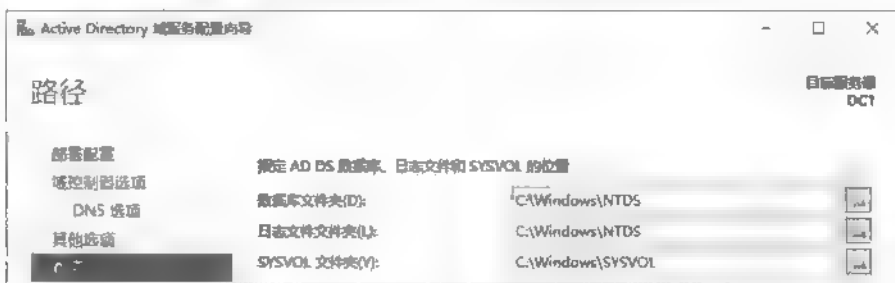 Active Directory 域服务配置向导
路径
目标服务器
DC1
部署配置
域控制器选项
DNS 选项
其他选项
指定 AD DS 数据库、日志文件和 SYSVOL 的位置
数据库文件夹(D):
C:\Windows\NTDS
日志文件文件夹(L):
C:\Windows\NTDS
SYSVOL 文件夹(Y):
C:\Windows\SYSVOL